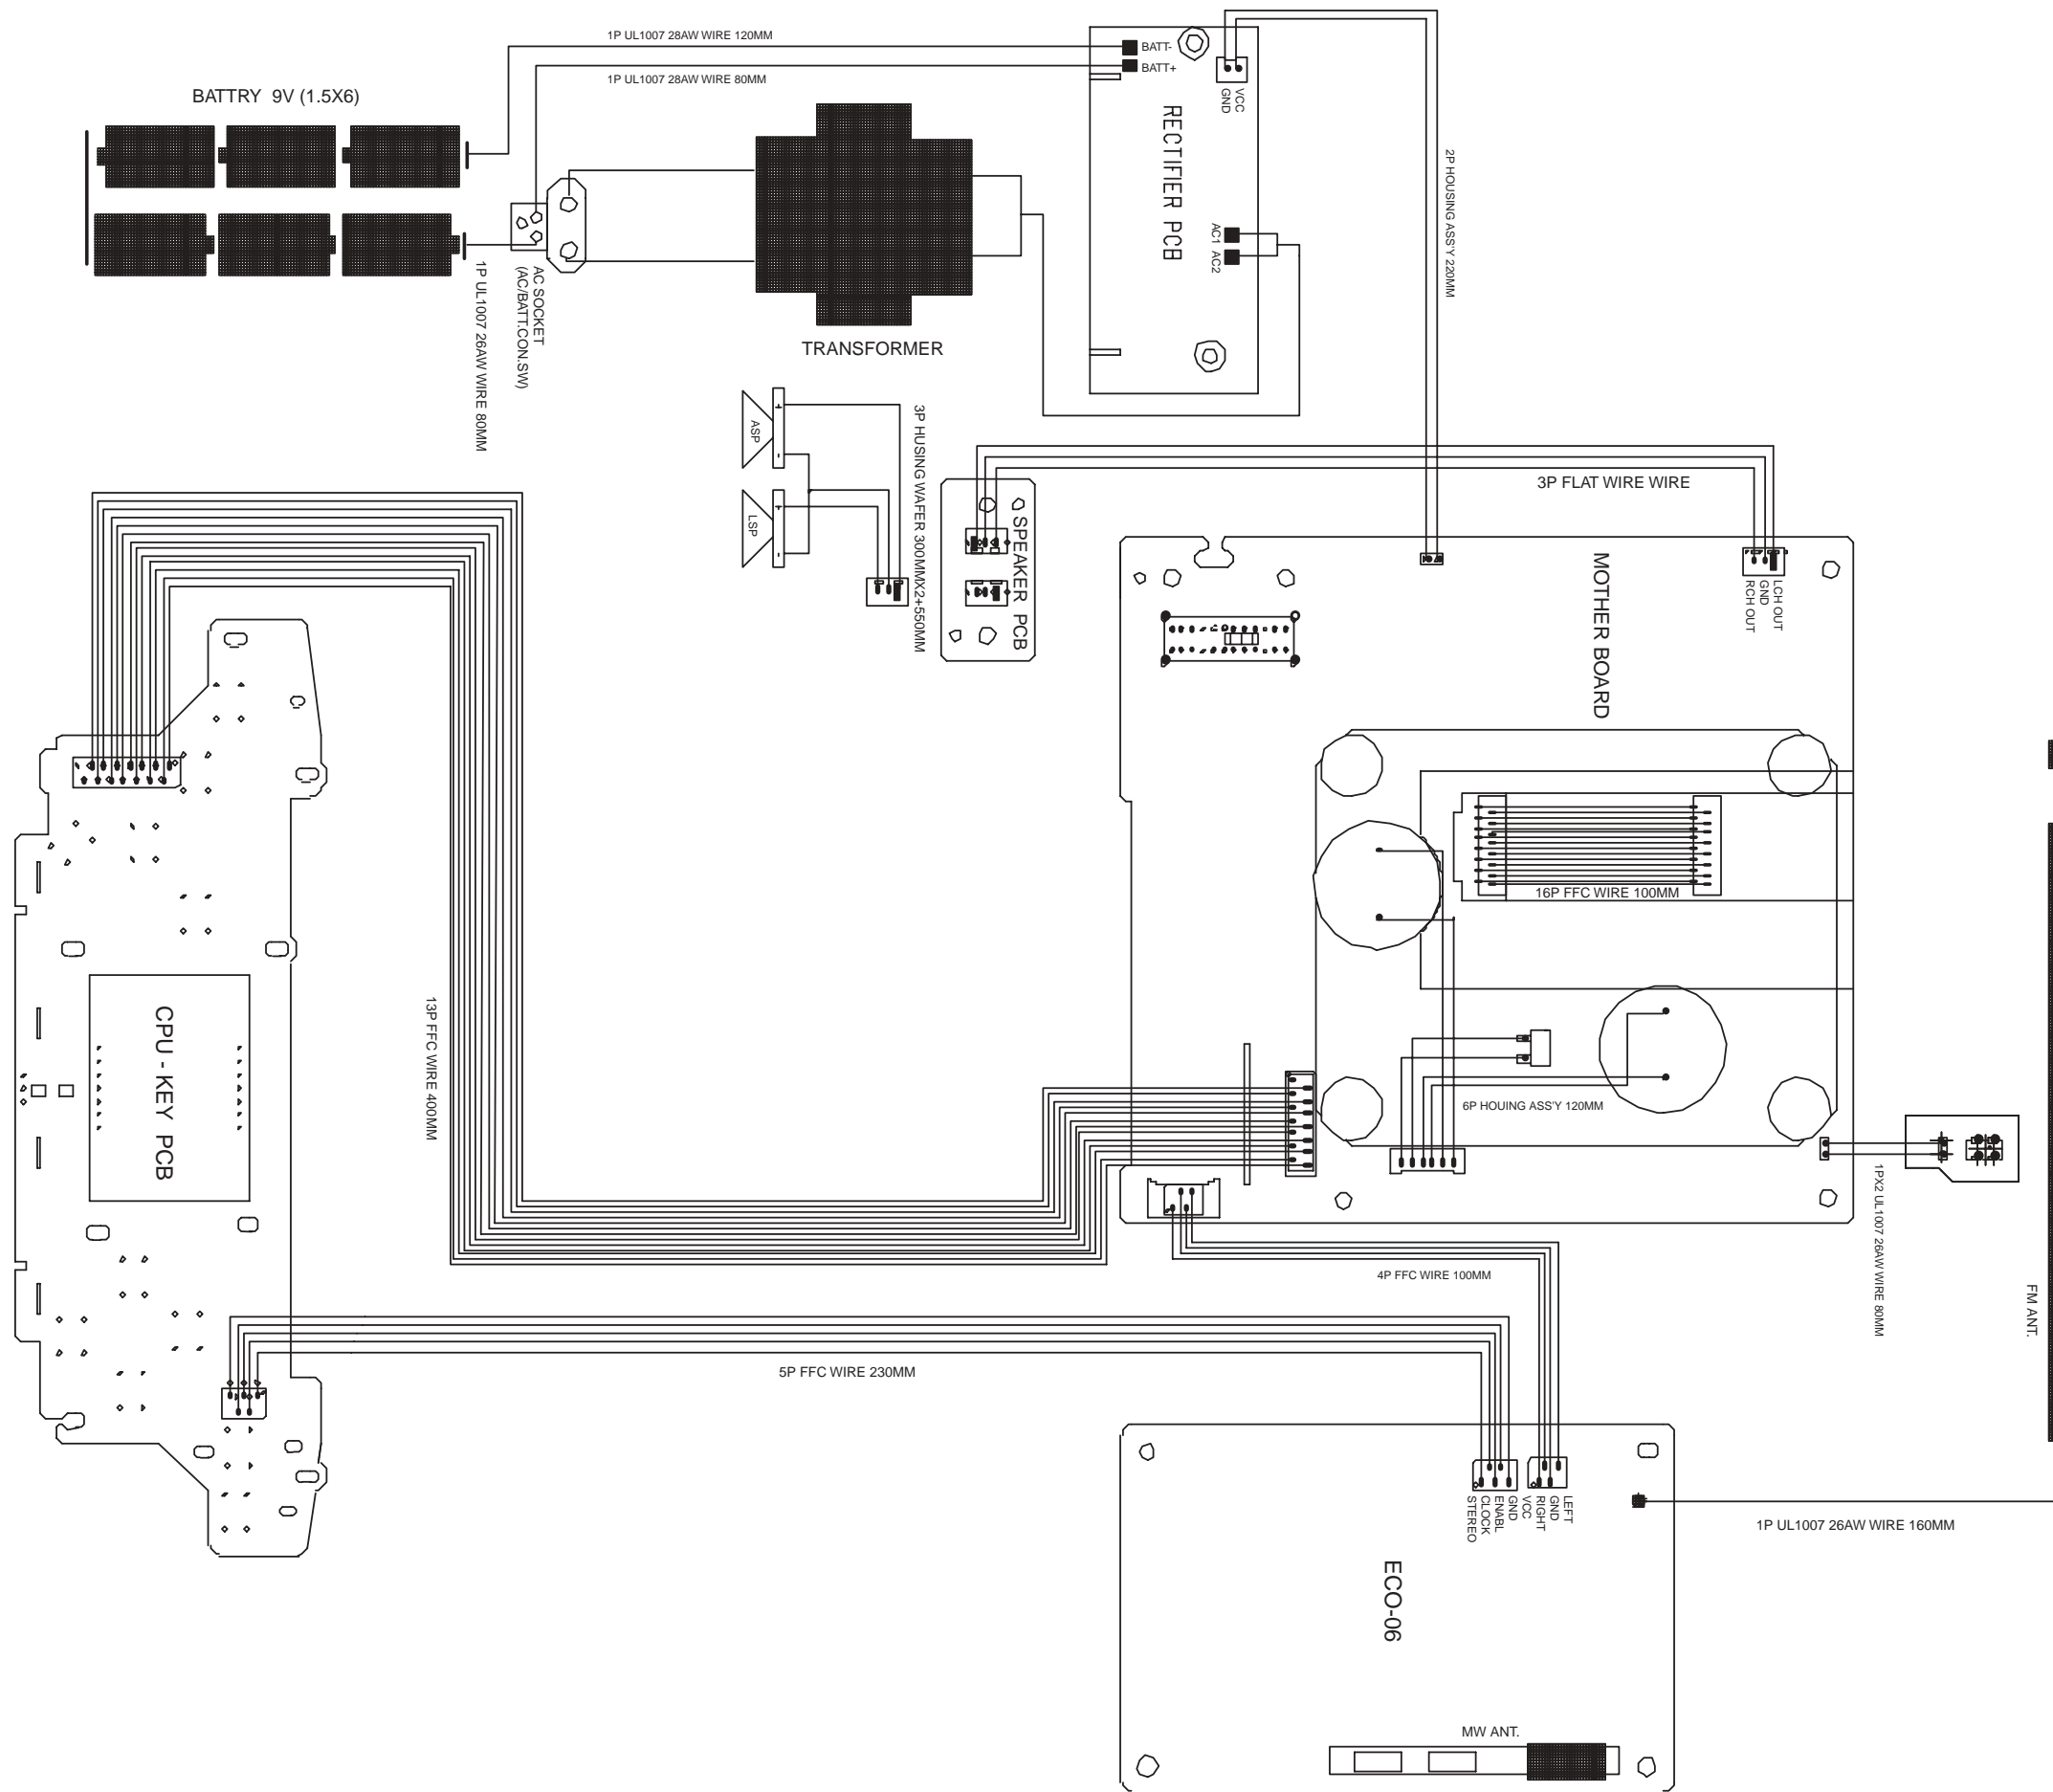 1P UL1007 28AW WIRE 120MM
1P UL1007 28AW WIRE 80MM
BATTRY 9V (1.5X6)
BATT-
BATT+
VCC
GND
RECTIFIER PCB
AC1 AC2
2P HOUSING ASS'Y 220MM
1P UL1007 26AW WIRE 80MM
AC SOCKET
(AC/BATT.CON.SW)
TRANSFORMER
ASP
+
-
LSP
+
-
3P HUSING WAFER 300MMX2+550MM
SPEAKER PCB
3P FLAT WIRE WIRE
LCH OUT
GND
RCH OUT
MOTHER BOARD
16P FFC WIRE 100MM
6P HOUING ASS'Y 120MM
13P FFC WIRE 400MM
CPU - KEY PCB
1PX2 UL1007 26AW WIRE 80MM
FM ANT.
4P FFC WIRE 100MM
5P FFC WIRE 230MM
LEFT
GND
RIGHT
VCC
GND
ENABL
CLOCK
STEREO
1P UL1007 26AW WIRE 160MM
ECO-06
MW ANT.